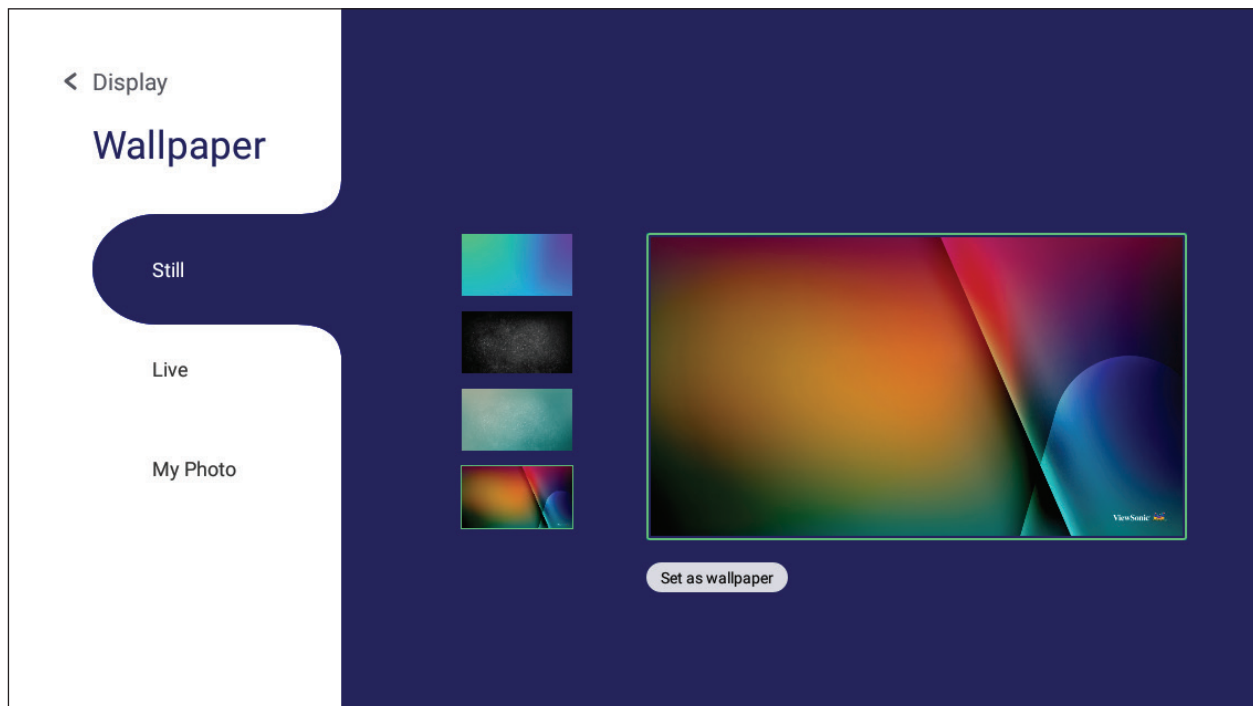 Display
Wallpaper
Still
Live
My Photo
ViewSonic
Set as wallpaper